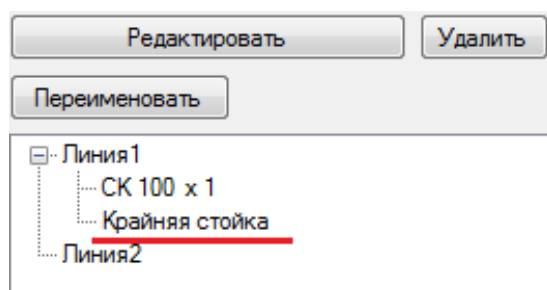 Редактировать Удалить
Переименовать
Линия1
СК 100 x 1
Крайняя стойка
Линия2